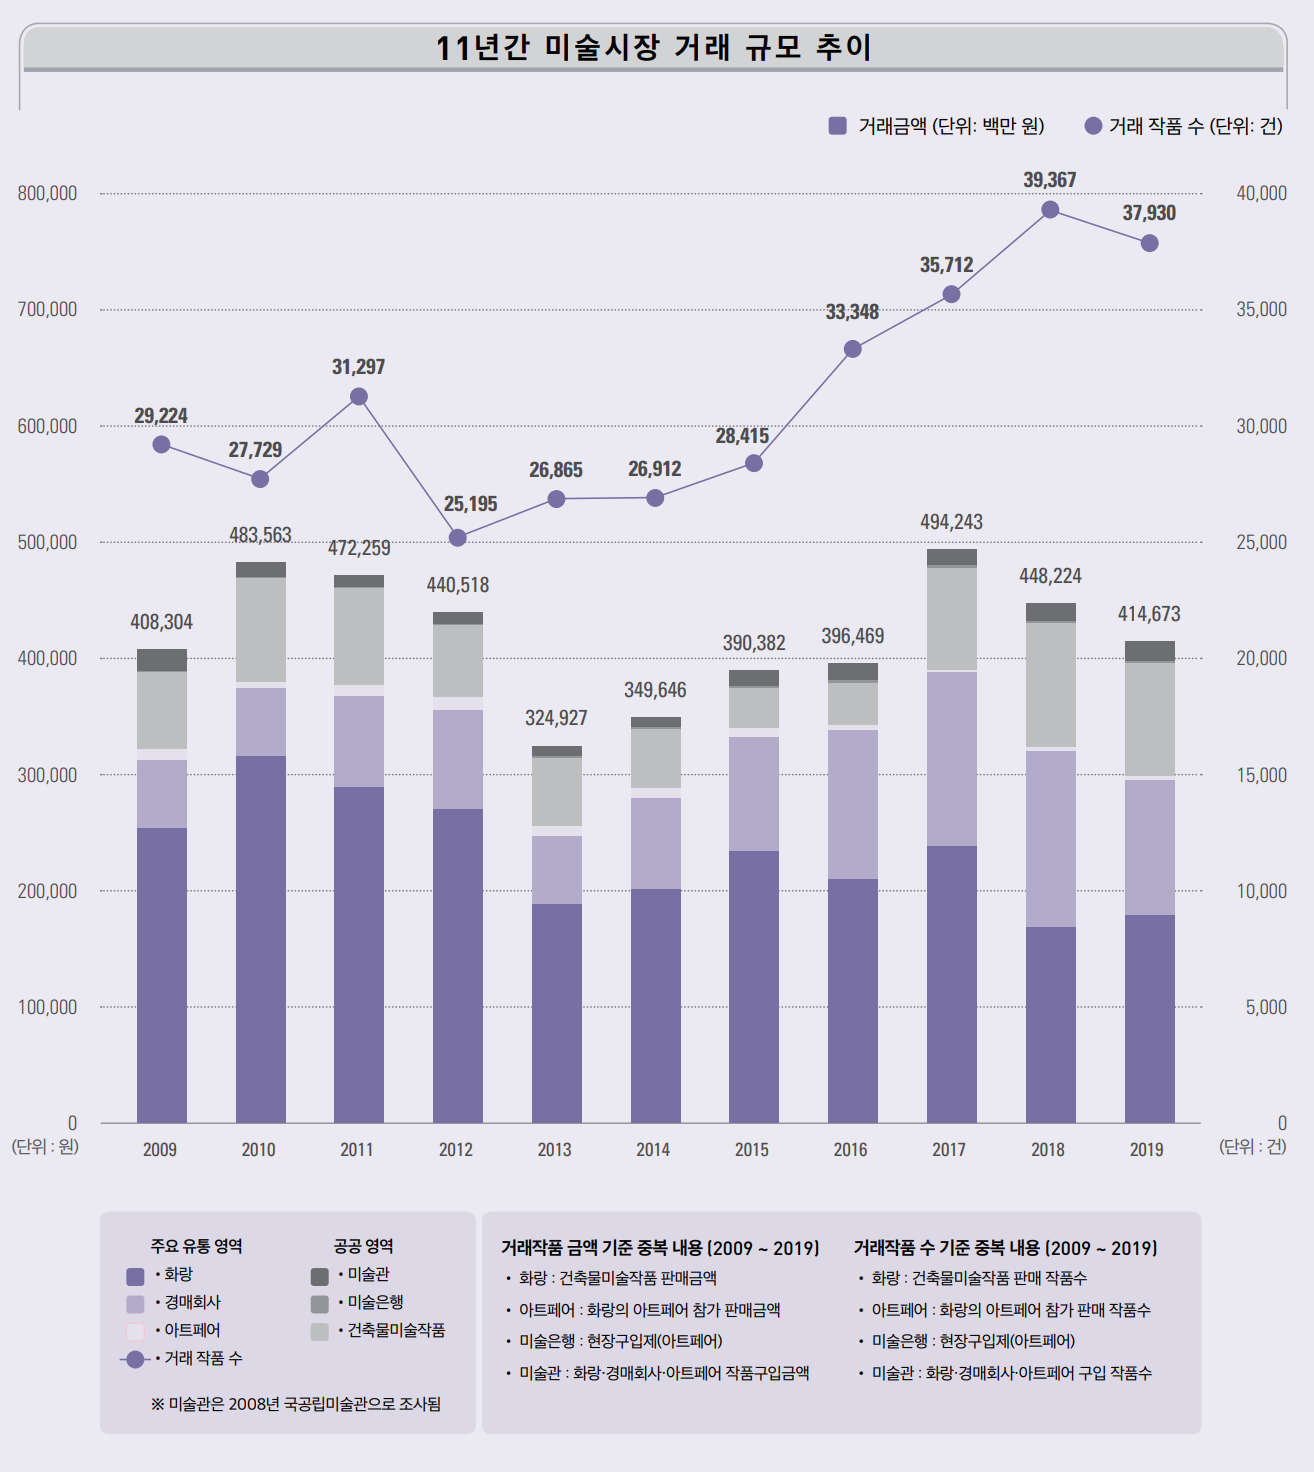 11년간 미술시장 거래 규모 추이
거래금액 (단위: 백만 원) 거래 작품 수 (단위: 건)
800,000 40,000
700,000 35,000
600,000 30,000
500,000 25,000
400,000 20,000
300,000 15,000
200,000 10,000
100,000 5,000
0 0
(단위 : 원) (단위 : 건)
29,224 27,729 31,297 25,195 26,865 26,912 28,415 33,348 35,712 39,367 37,930
408,304 483,563 472,259 440,518 324,927 349,646 390,382 396,469 494,243 448,224 414,673
2009 2010 2011 2012 2013 2014 2015 2016 2017 2018 2019
주요 유통 영역
• 화랑
• 경매회사
• 아트페어
• 거래 작품 수
공공 영역
• 미술관
• 미술은행
• 건축물미술작품
※ 미술관은 2008년 국공립미술관으로 조사됨
거래작품 금액 기준 중복 내용 (2009 ~ 2019)
• 화랑 : 건축물미술작품 판매금액
• 아트페어 : 화랑의 아트페어 참가 판매금액
• 미술은행 : 현장구입제(아트페어)
• 미술관 : 화랑·경매회사·아트페어 작품구입금액
거래작품 수 기준 중복 내용 (2009 ~ 2019)
• 화랑 : 건축물미술작품 판매 작품수
• 아트페어 : 화랑의 아트페어 참가 판매 작품수
• 미술은행 : 현장구입제(아트페어)
• 미술관 : 화랑·경매회사·아트페어 구입 작품수